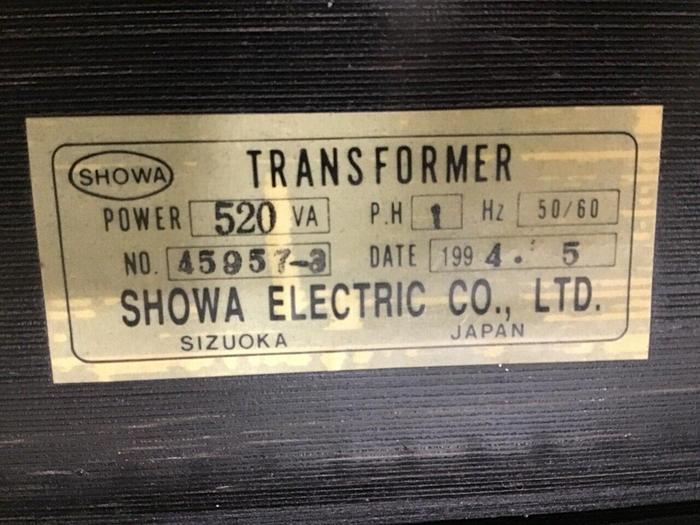 SHOWA TRANSFORMER
POWER 520 VA P.H 1 Hz 50/60
NO. 45957-3 DATE 1994. 5
SHOWA ELECTRIC CO., LTD.
SIZUOKA JAPAN